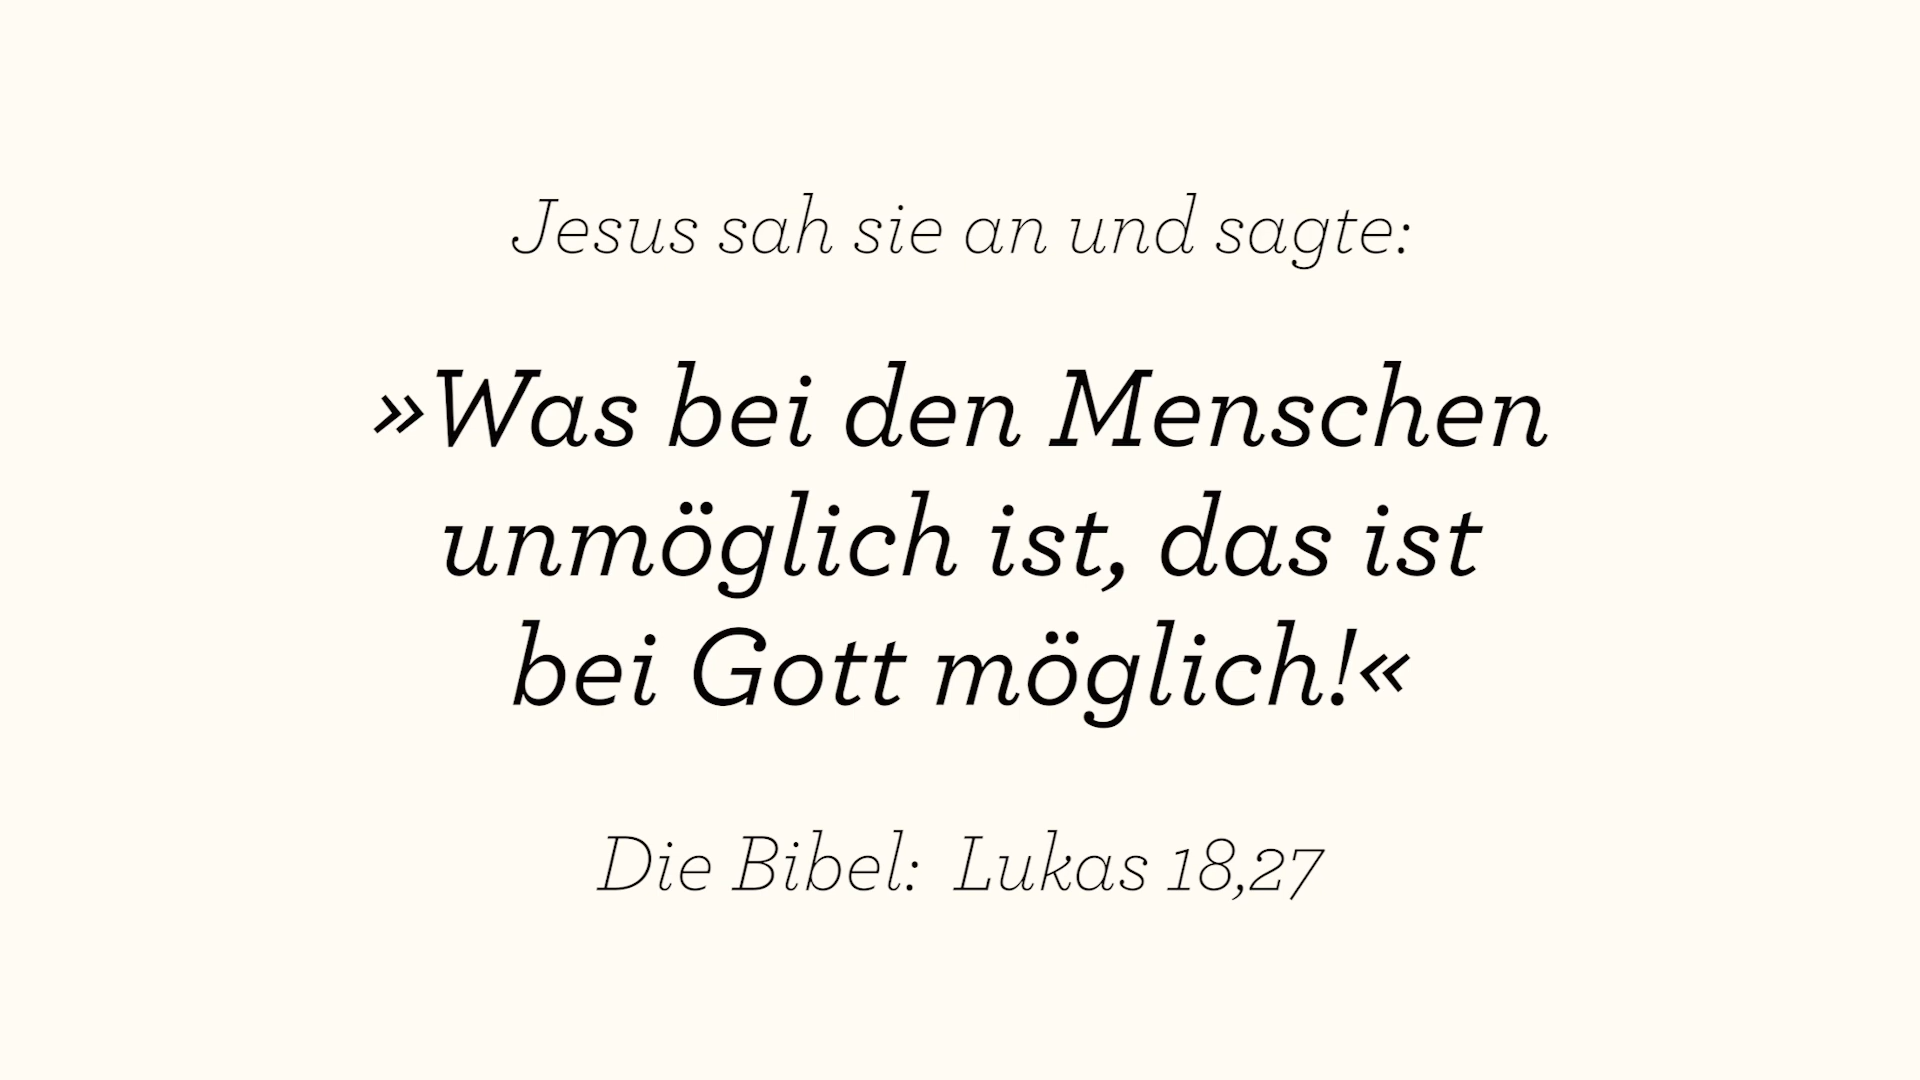 Jesus sah sie an und sagte:
»Was bei den Menschen
unmöglich ist, das ist
bei Gott möglich!«
Die Bibel: Lukas 18,27